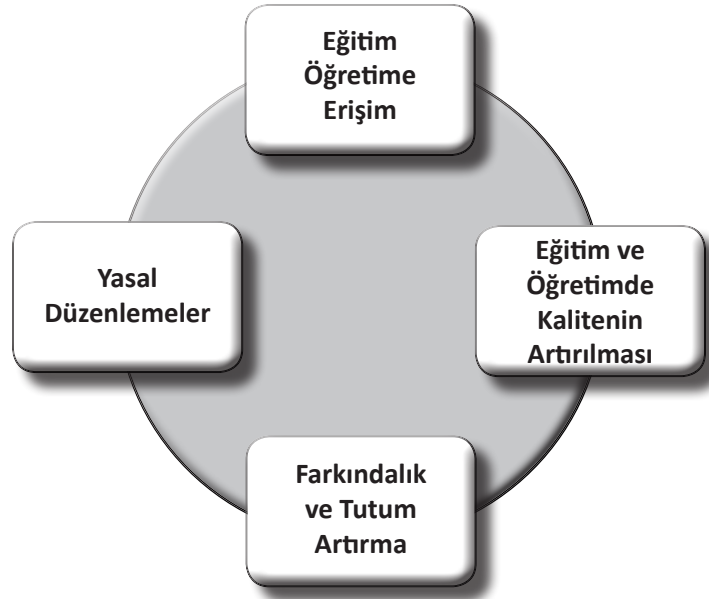 Eğitim
Öğretime
Erişim
Yasal
Düzenlemeler
Eğitim ve
Öğretimde
Kalitenin
Artırılması
Farkındalık
ve Tutum
Artırma